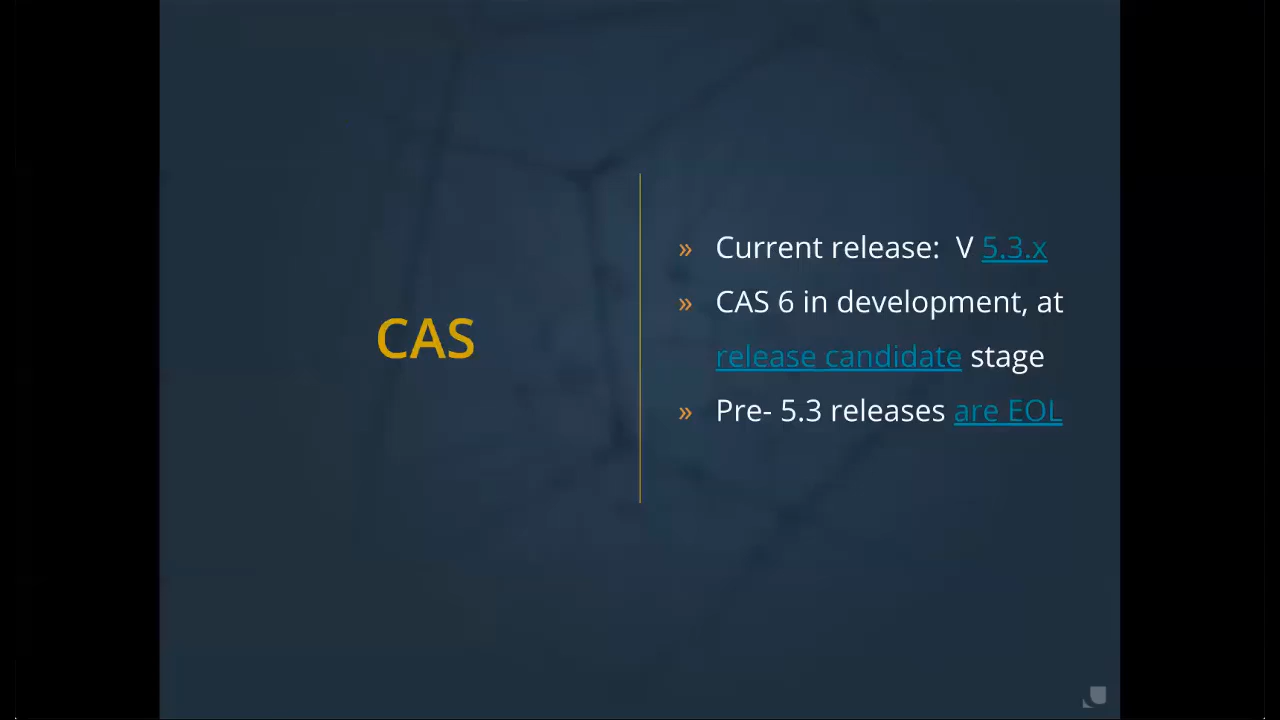 CAS
» Current release:  V 5.3.x
» CAS 6 in development, at
release candidate stage
» Pre- 5.3 releases are EOL